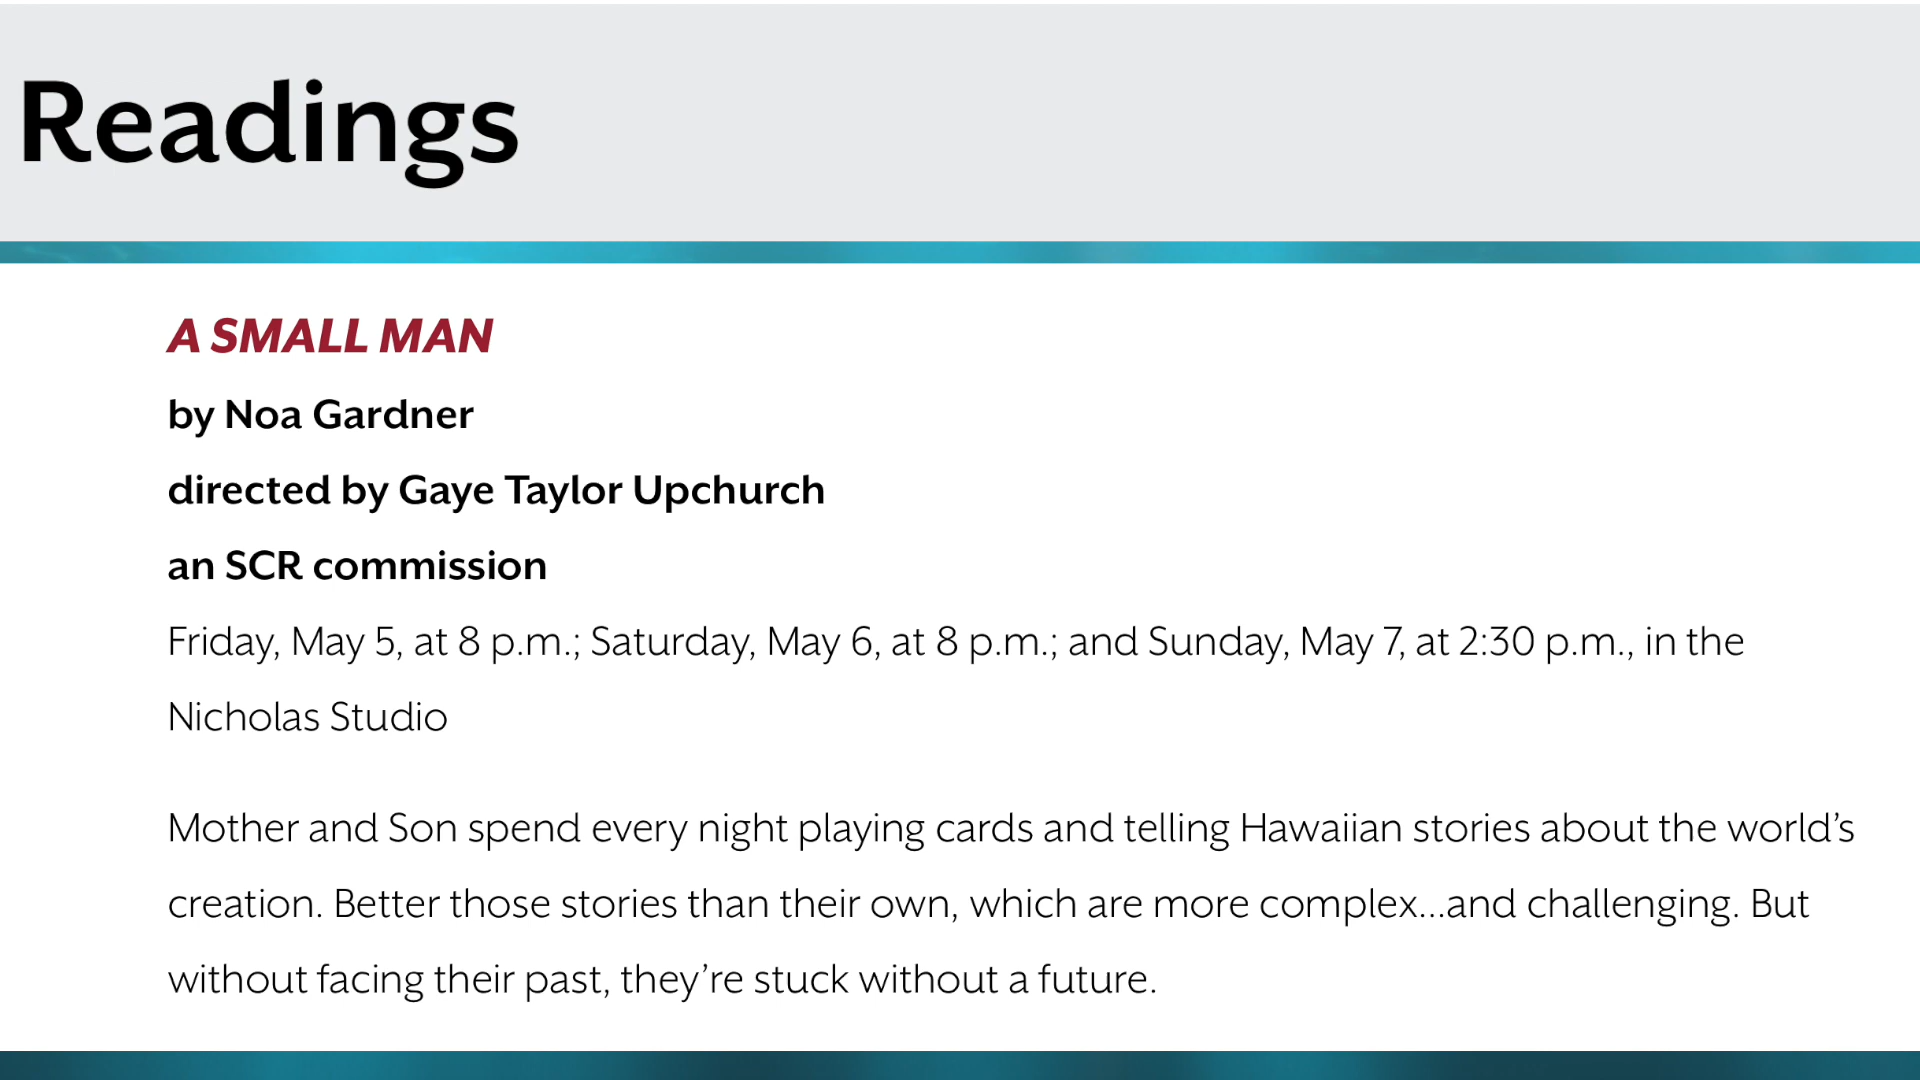 Readings
A SMALL MAN
by Noa Gardner
directed by Gaye Taylor Upchurch
an SCR commission
Friday, May 5, at 8 p.m.; Saturday, May 6, at 8 p.m.; and Sunday, May 7, at 2:30 p.m., in the
Nicholas Studio
Mother and Son spend every night playing cards and telling Hawaiian stories about the world’s
creation. Better those stories than their own, which are more complex...and challenging. But
without facing their past, they’re stuck without a future.